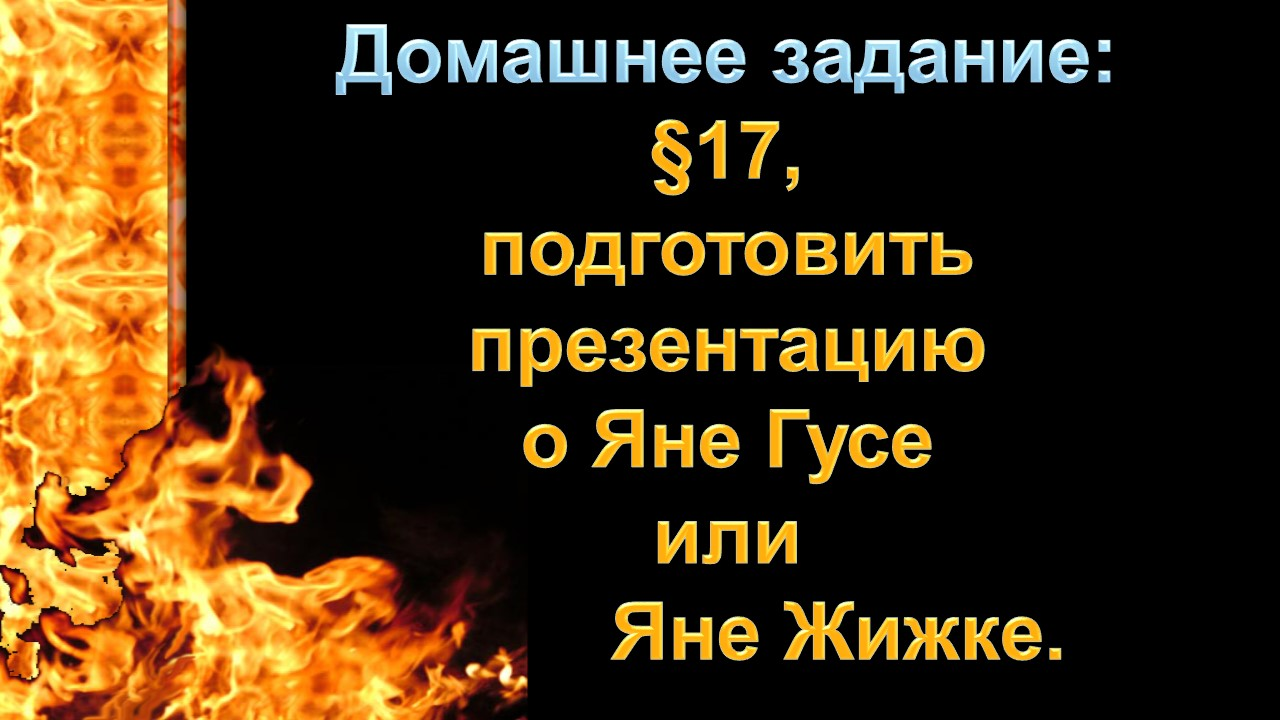 Домашнее задание:
§17,
подготовить
презентацию
о Яне Гусе
или
Яне Жижке.